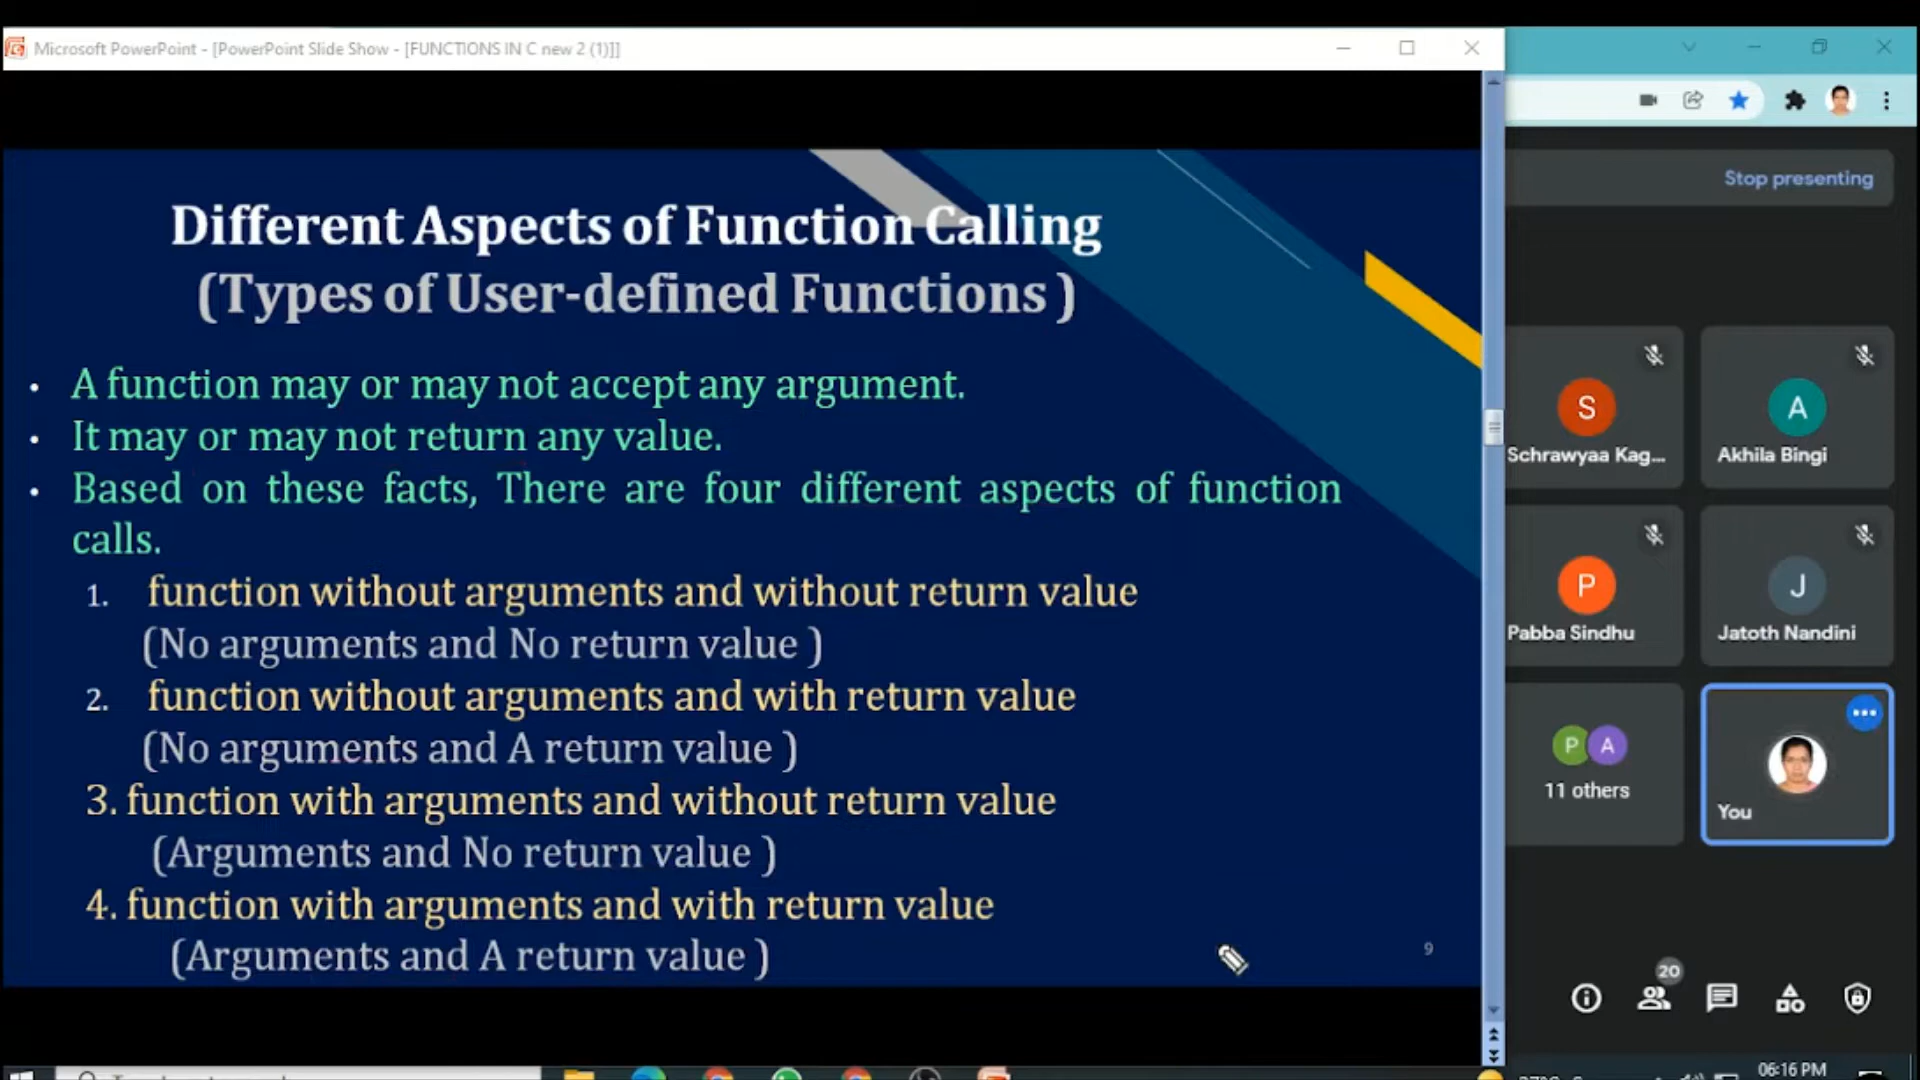 Microsoft PowerPoint - [PowerPoint Slide Show - [FUNCTIONS IN C new 2 (1)]]
Stop presenting
Different Aspects of Function Calling
(Types of User-defined Functions )
• A function may or may not accept any argument.
• It may or may not return any value.
• Based on these facts, There are four different aspects of function
calls.
1. function without arguments and without return value
(No arguments and No return value )
2. function without arguments and with return value
(No arguments and A return value )
3. function with arguments and without return value
(Arguments and No return value )
4. function with arguments and with return value
(Arguments and A return value )
9
S
Schrawyaa Kag...
A
Akhila Bingi
P
Pabba Sindhu
J
Jatoth Nandini
P A
11 others
You
20
06:16 PM